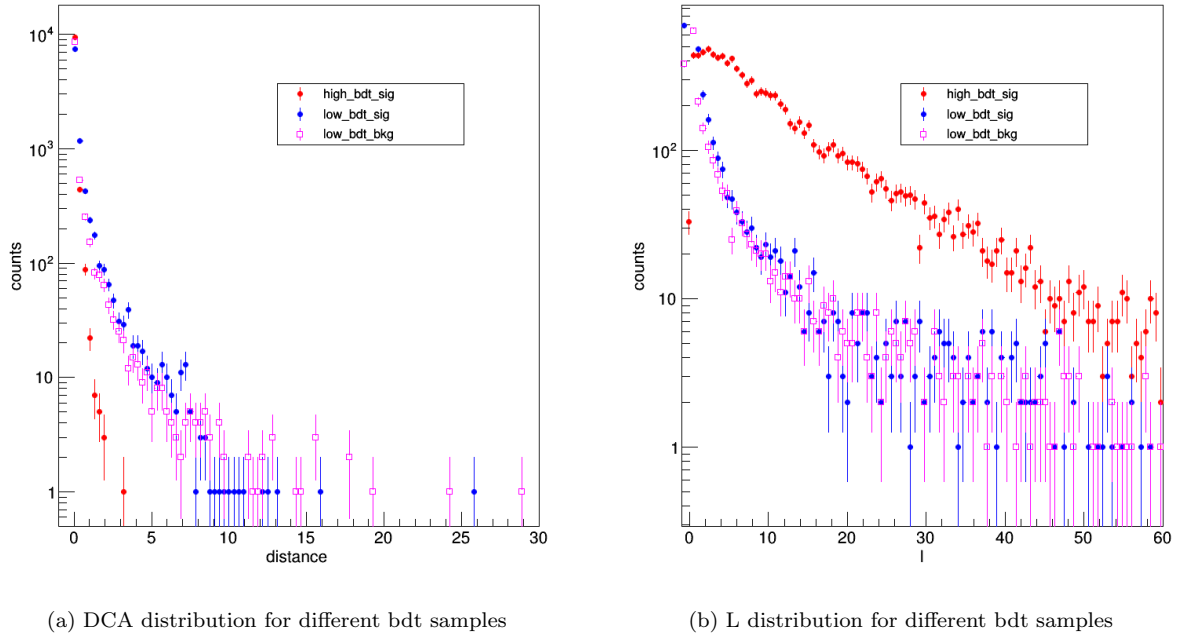 10⁴
10³
10²
10
1
counts
high_bdt_sig
low_bdt_sig
low_bdt_bkg
0 5 10 15 20 25 30
distance
(a) DCA distribution for different bdt samples
10²
10
1
counts
high_bdt_sig
low_bdt_sig
low_bdt_bkg
0 10 20 30 40 50 60
l
(b) L distribution for different bdt samples